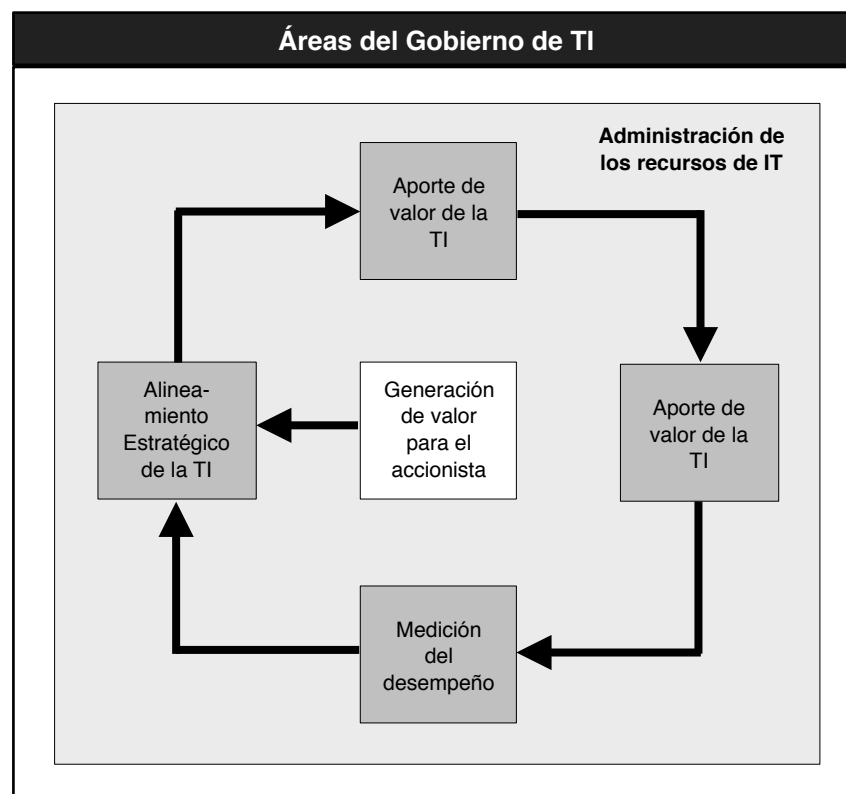 Áreas del Gobierno de TI
Administración de
los recursos de IT
Aporte de
valor de la
TI
Alinea-
miento
Estratégico
de la TI
Generación
de valor
para el
accionista
Aporte de
valor de la
TI
Medición
del
desempeño